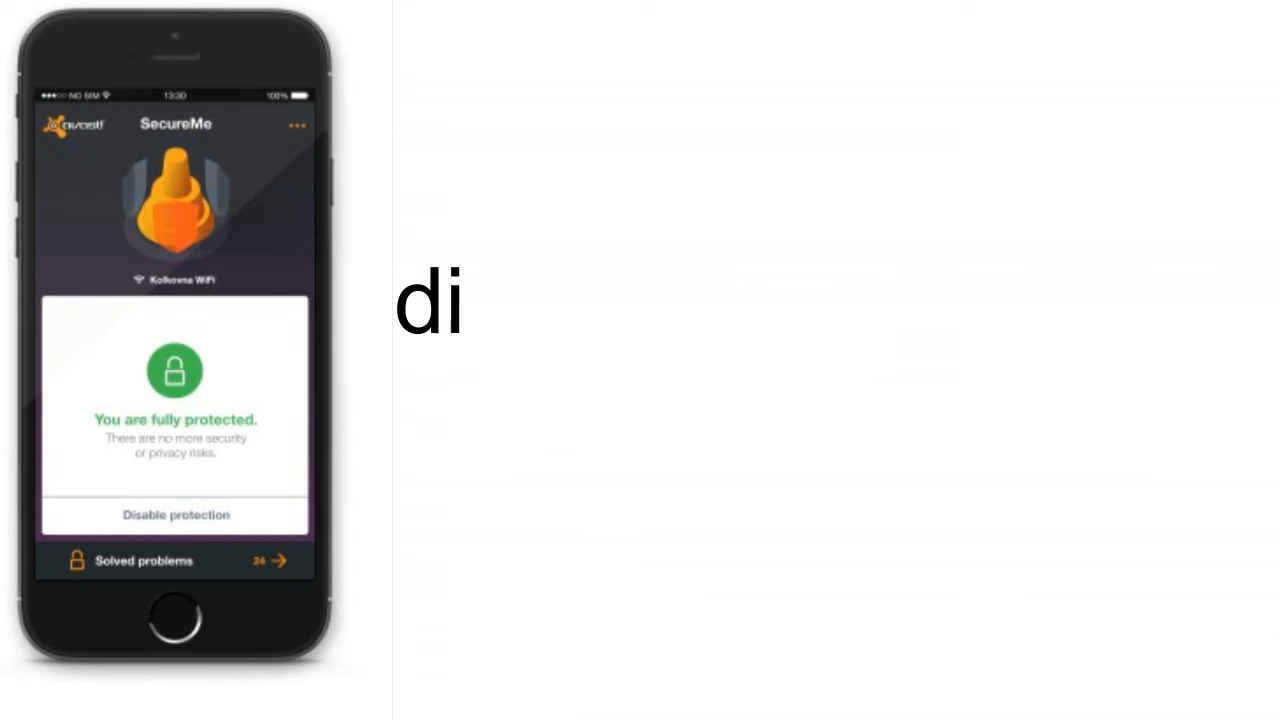 NO SIM 13:30 100%
avast! SecureMe
Kolkovna WiFi
di
You are fully protected.
There are no more security
or privacy risks.
Disable protection
Solved problems 24